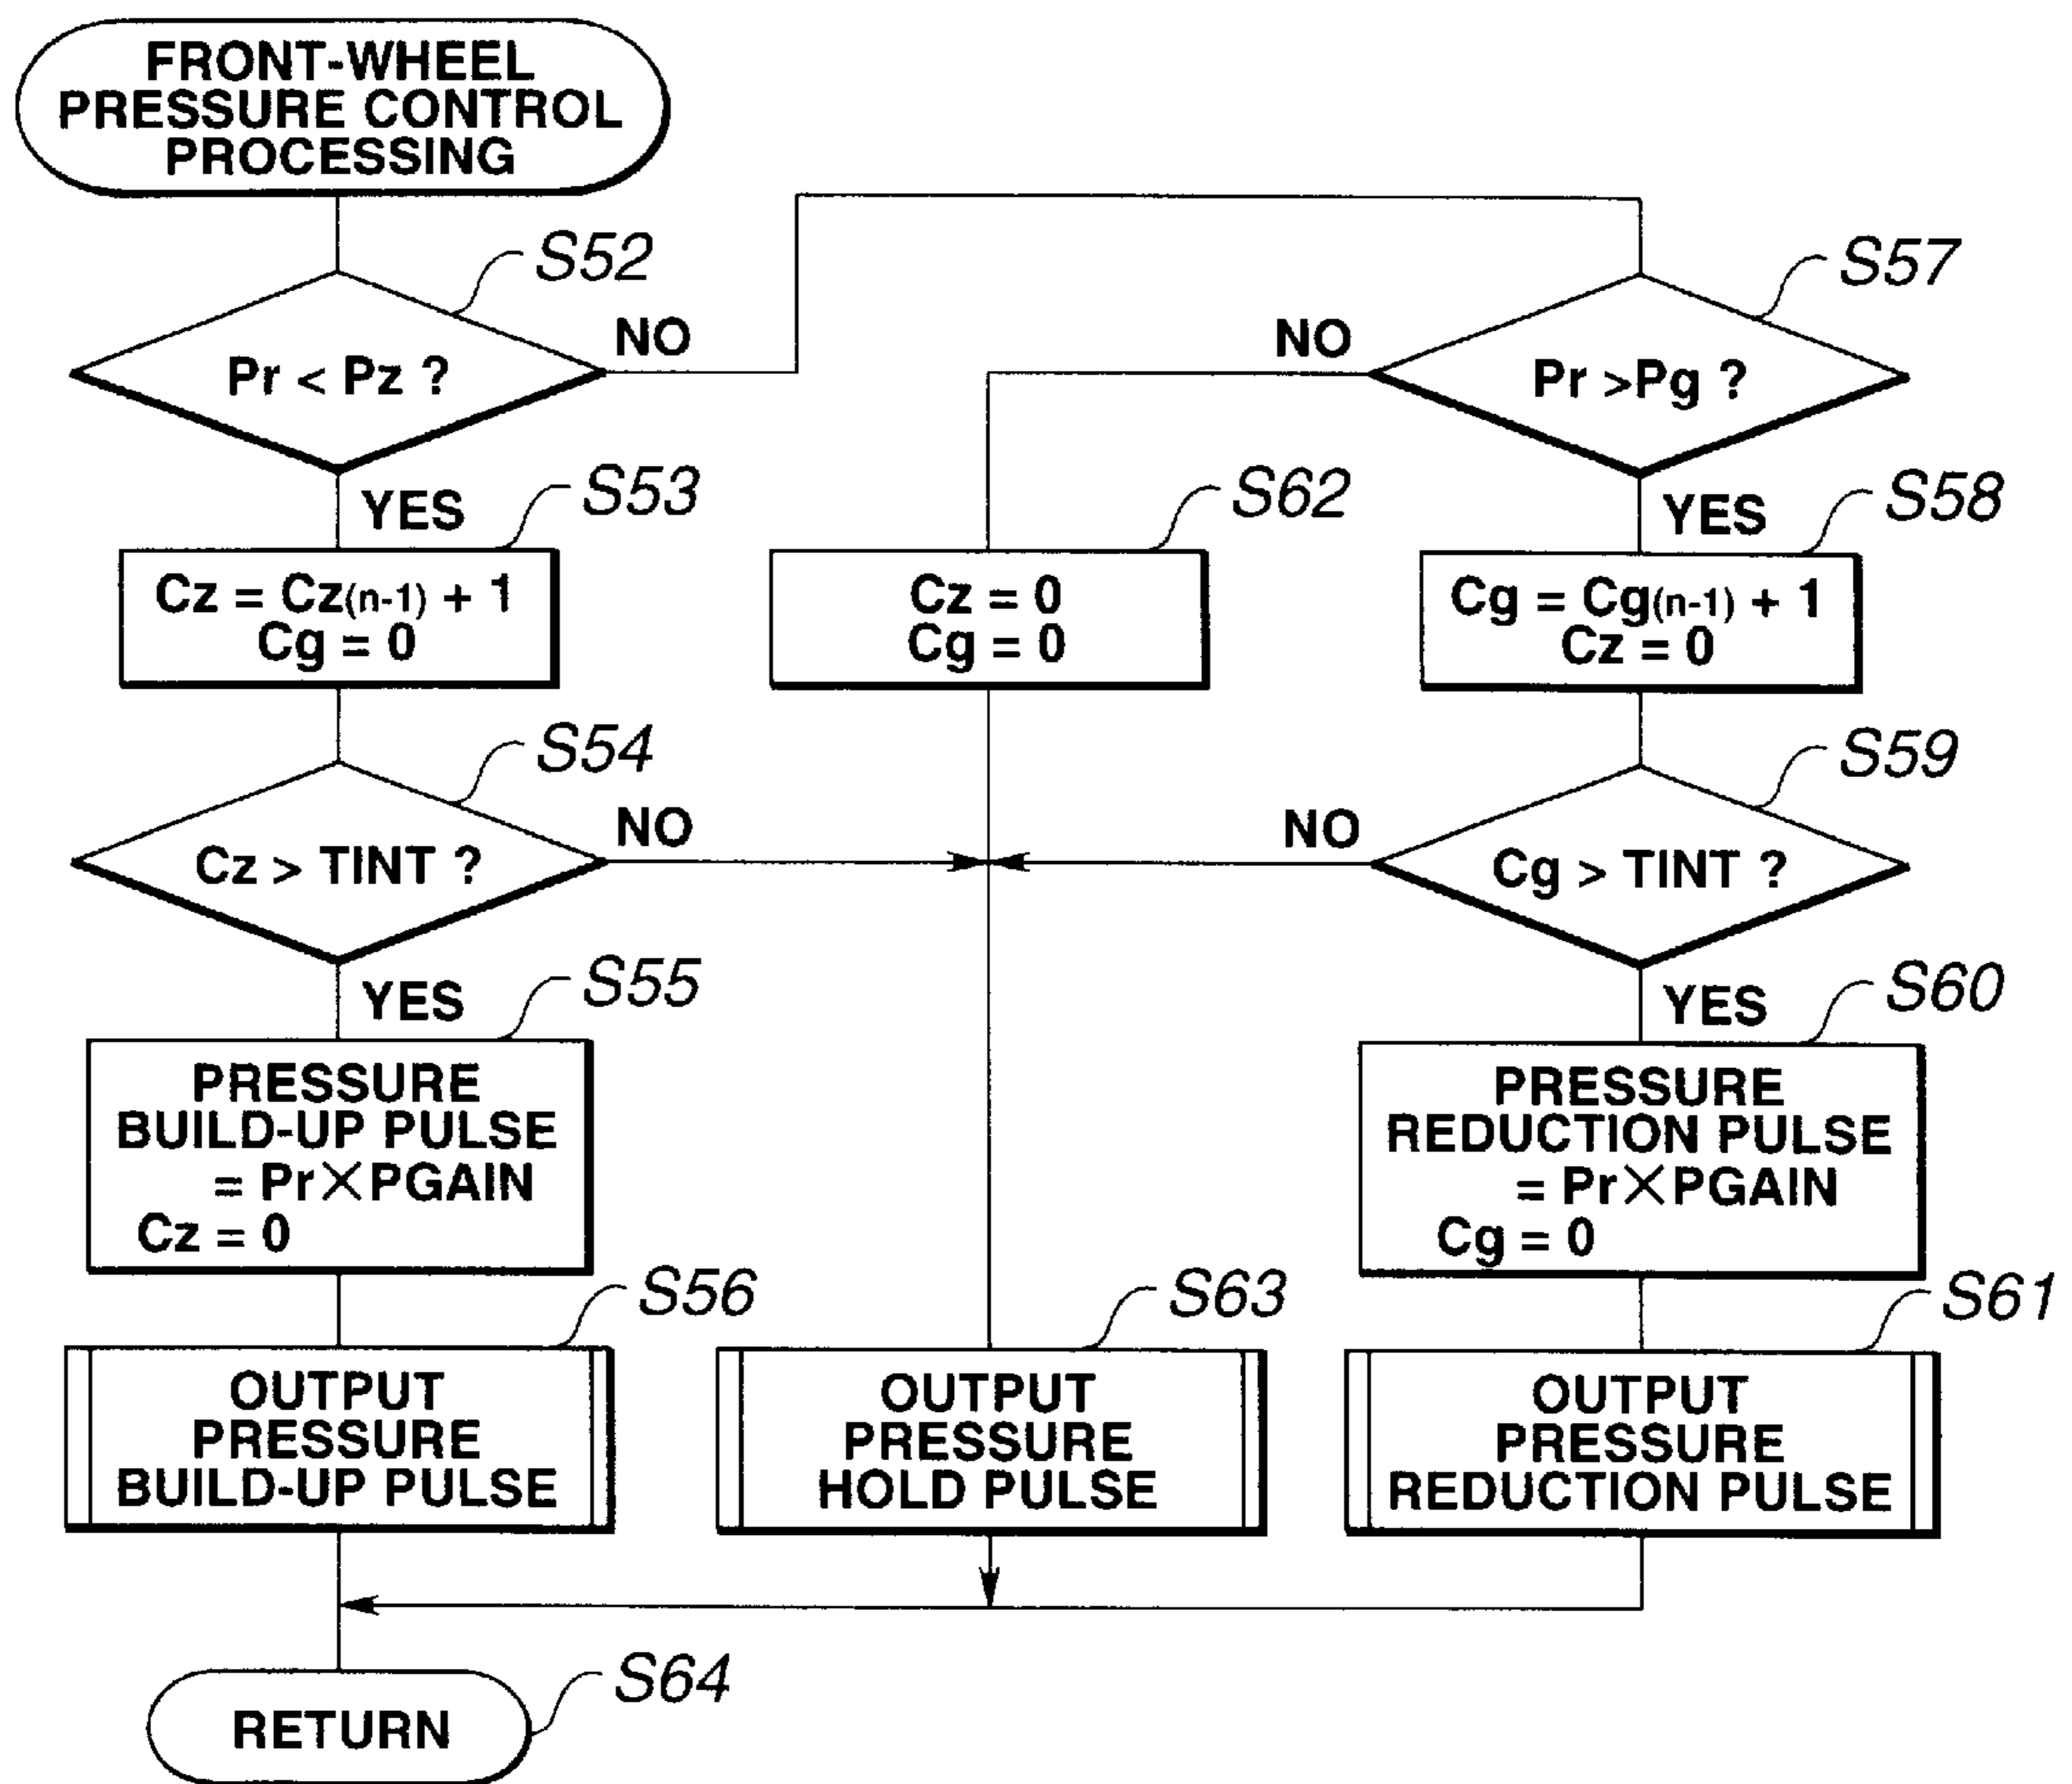 FRONT-WHEEL
PRESSURE CONTROL
PROCESSING
S52
Pr < Pz ?
NO
YES
S53
Cz = Cz(n-1) + 1
Cg = 0
S54
Cz > TINT ?
NO
YES
S55
PRESSURE
BUILD-UP PULSE
= Pr×PGAIN
Cz = 0
S56
OUTPUT
PRESSURE
BUILD-UP PULSE
S57
Pr >Pg ?
NO
YES
S62
Cz = 0
Cg = 0
S58
Cg = Cg(n-1) + 1
Cz = 0
S59
Cg > TINT ?
NO
YES
S60
PRESSURE
REDUCTION PULSE
= Pr×PGAIN
Cg = 0
S63
OUTPUT
PRESSURE
HOLD PULSE
S61
OUTPUT
PRESSURE
REDUCTION PULSE
S64
RETURN